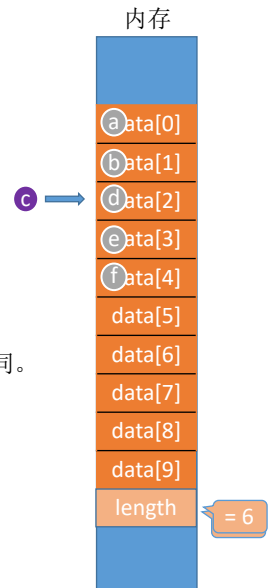 内存
a ata[0]
b ata[1]
c d ata[2]
e ata[3]
f ata[4]
data[5]
同。
data[6]
data[7]
data[8]
data[9]
length = 6